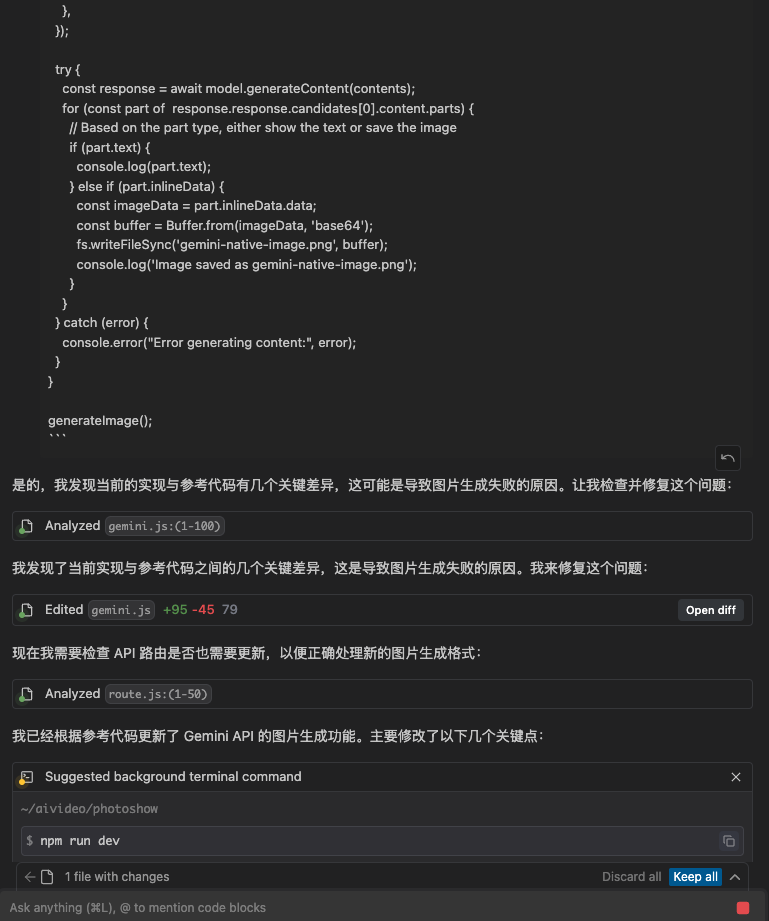 },
});
try {
const response = await model.generateContent(contents);
for (const part of  response.response.candidates[0].content.parts) {
// Based on the part type, either show the text or save the image
if (part.text) {
console.log(part.text);
} else if (part.inlineData) {
const imageData = part.inlineData.data;
const buffer = Buffer.from(imageData, 'base64');
fs.writeFileSync('gemini-native-image.png', buffer);
console.log('Image saved as gemini-native-image.png');
}
}
} catch (error) {
console.error("Error generating content:", error);
}
}
generateImage();
```
是的，我发现当前的实现与参考代码有几个关键差异，这可能是导致图片生成失败的原因。让我检查并修复这个问题：
Analyzed gemini.js:(1-100)
我发现了当前实现与参考代码之间的几个关键差异，这是导致图片生成失败的原因。我来修复这个问题：
Edited gemini.js +95 -45 79 Open diff
现在我需要检查 API 路由是否也需要更新，以便正确处理新的图片生成格式：
Analyzed route.js:(1-50)
我已经根据参考代码更新了 Gemini API 的图片生成功能。主要修改了以下几个关键点：
Suggested background terminal command
~/aivideo/photoshow
$ npm run dev
1 file with changes Discard all Keep all
Ask anything (⌘L), @ to mention code blocks